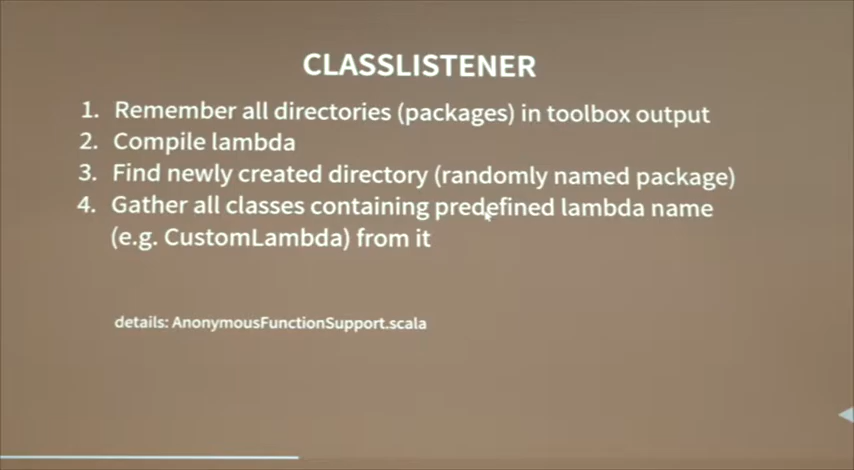 CLASSLISTENER
1. Remember all directories (packages) in toolbox output
2. Compile lambda
3. Find newly created directory (randomly named package)
4. Gather all classes containing predefined lambda name
(e.g. CustomLambda) from it
details: AnonymousFunctionSupport.scala